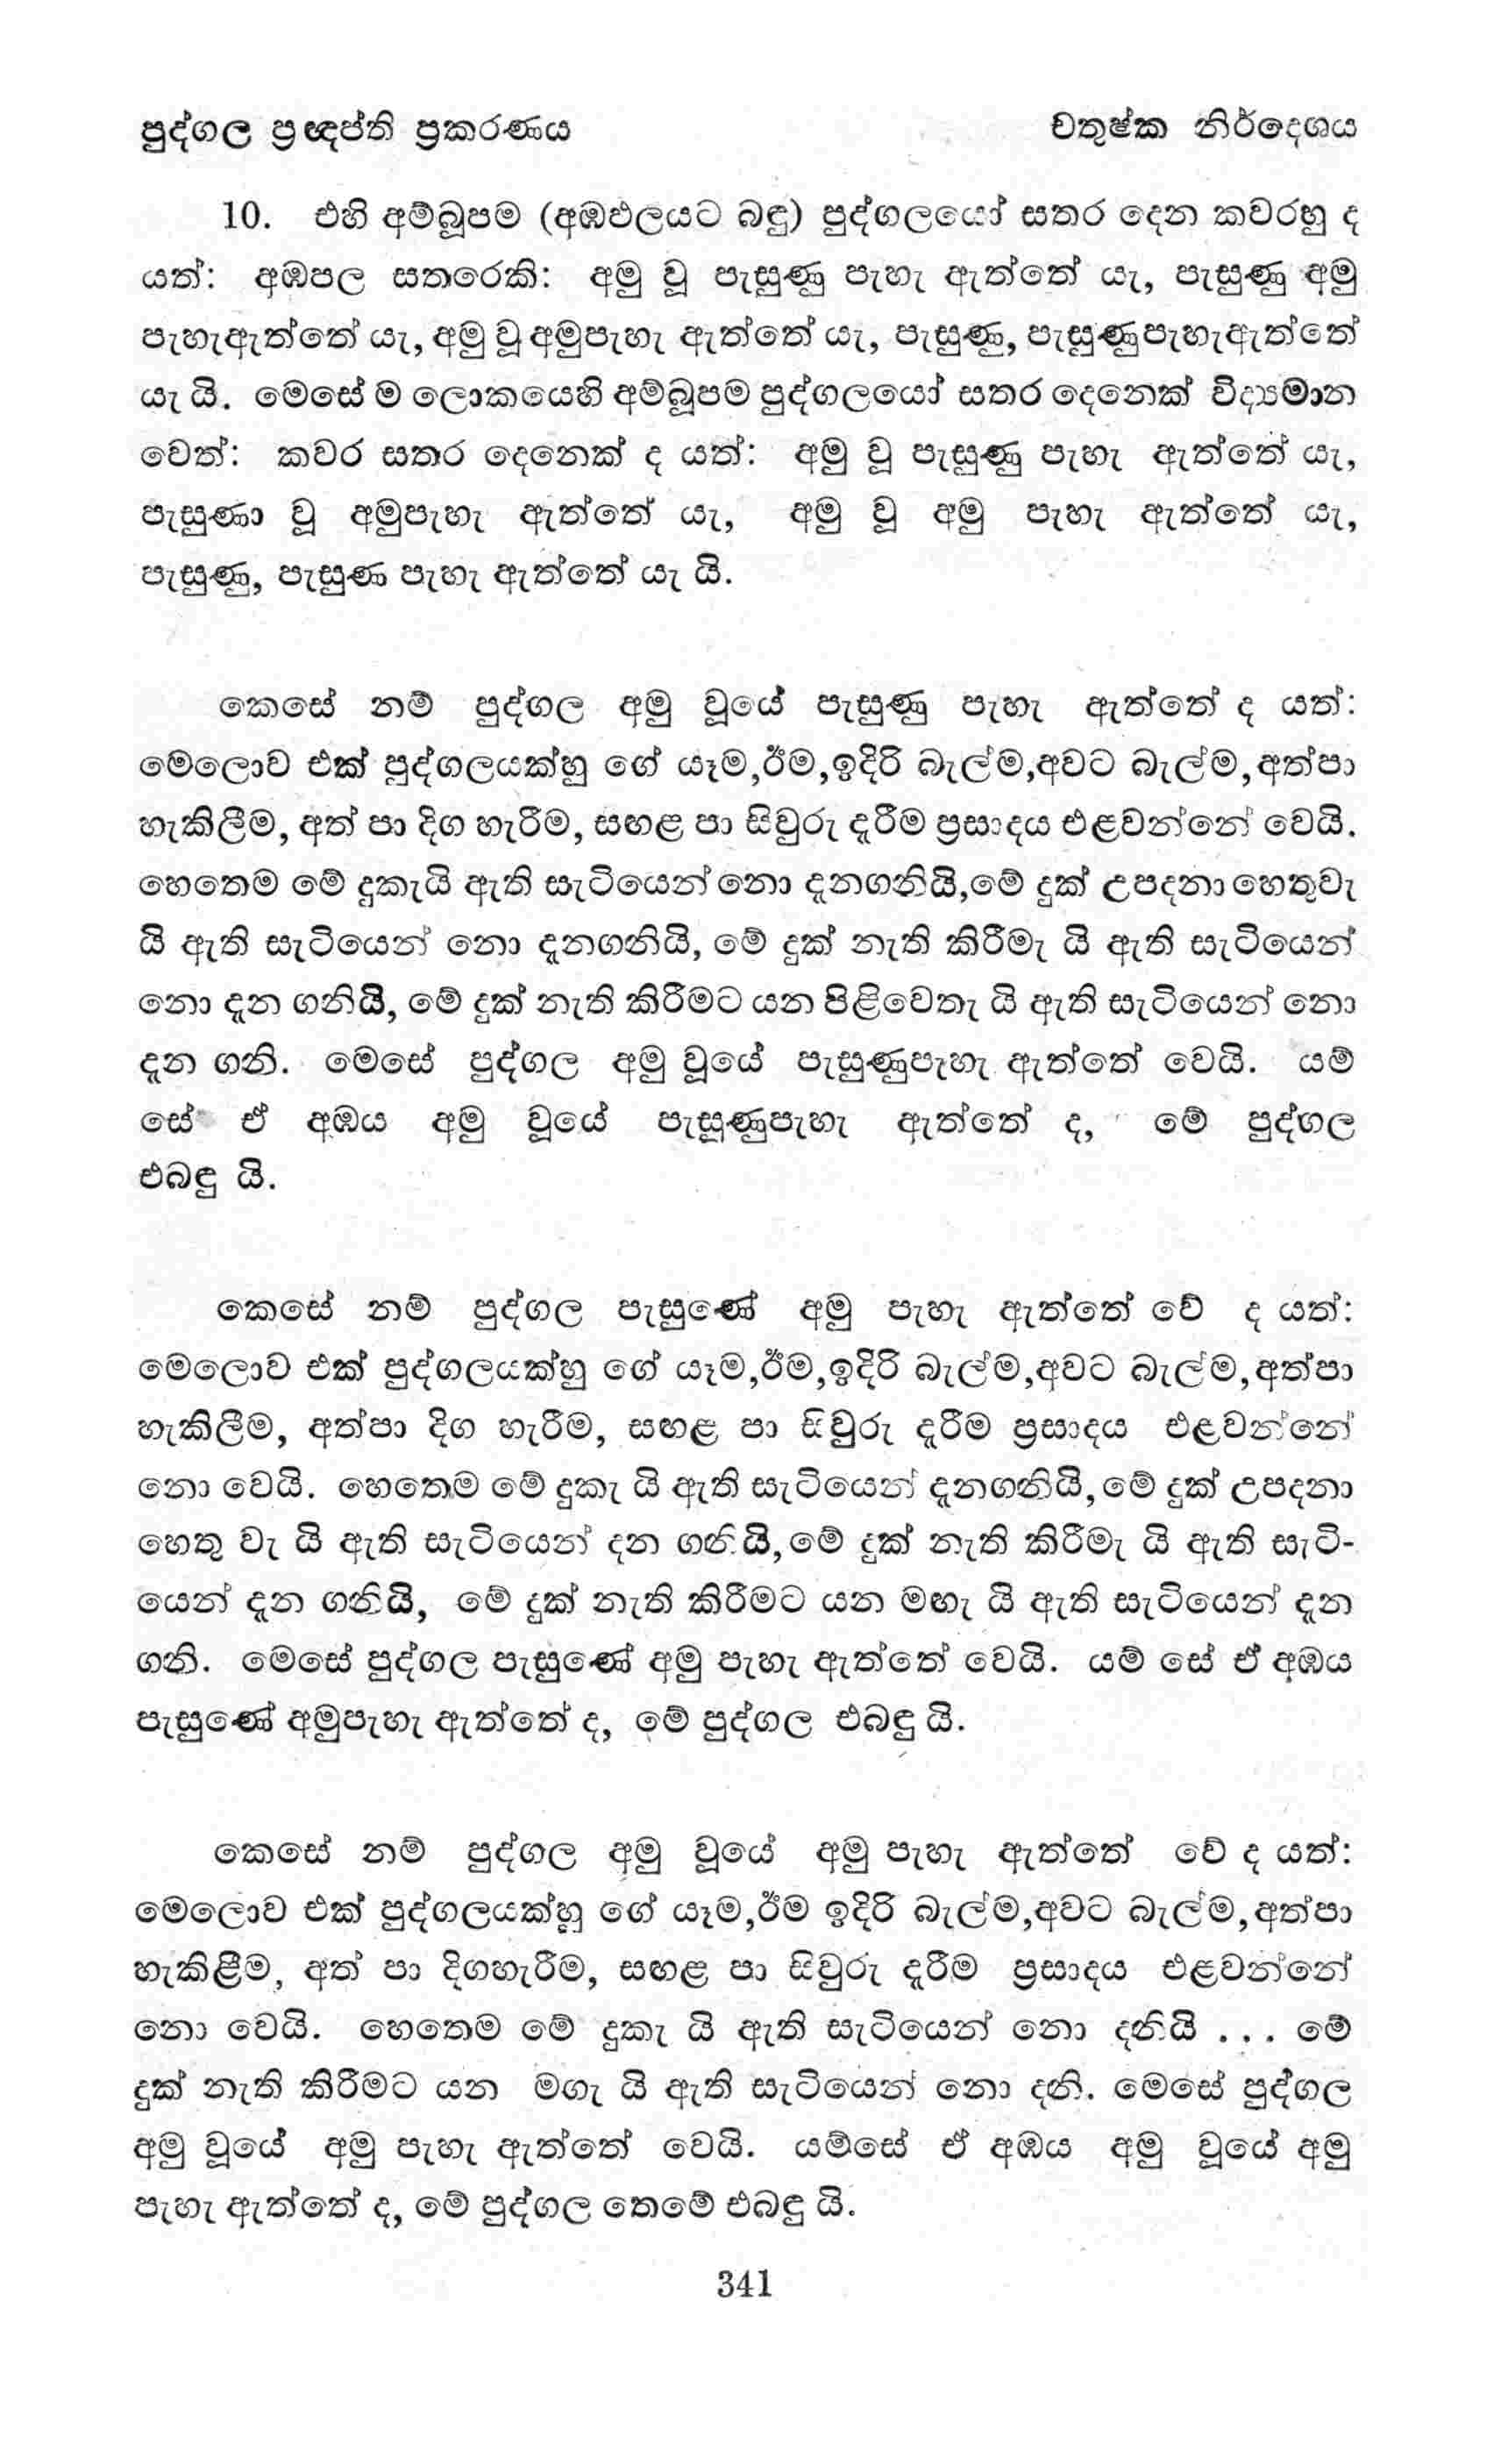 පුද්ගල ප්‍රඥප්ති ප්‍රකරණය චතුෂ්ක නිර්දෙශය
10. එහි අම්බූපම (අඹඵලයට බඳු) පුද්ගලයෝ සතර දෙන කවරහු ද
යත්: අඹපල සතරෙකි: අමු වූ පැසුණු පැහැ ඇත්තේ යැ, පැසුණු අමු
පැහැඇත්තේ යැ, අමු වූ අමුපැහැ ඇත්තේ යැ, පැසුණු, පැසුණුපැහැඇත්තේ
යැ යි. මෙසේ ම ලොකයෙහි අම්බූපම පුද්ගලයෝ සතර දෙනෙක් විද්‍යමාන
වෙත්: කවර සතර දෙනෙක් ද යත්: අමු වූ පැසුණු පැහැ ඇත්තේ යැ,
පැසුණා වූ අමුපැහැ ඇත්තේ යැ, අමු වූ අමු පැහැ ඇත්තේ යැ,
පැසුණු, පැසුණ පැහැ ඇත්තේ යැ යි.
කෙසේ නම් පුද්ගල අමු වූයේ පැසුණු පැහැ ඇත්තේ ද යත්:
මෙලොව එක් පුද්ගලයක්හු ගේ යෑම,ඊම,ඉදිරි බැල්ම,අවට බැල්ම,අත්පා
හැකිලීම, අත් පා දිග හැරීම, සඟළ පා සිවුරු දැරීම ප්‍රසාදය එළවන්නේ වෙයි.
හෙතෙම මේ දුකැයි ඇති සැටියෙන් නො දැනගනියි,මේ දුක් උපදනා හෙතුවැ
යි ඇති සැටියෙන් නො දැනගනියි, මේ දුක් නැති කිරීමැ යි ඇති සැටියෙන්
නො දැන ගනියි, මේ දුක් නැති කිරීමට යන පිළිවෙතැ යි ඇති සැටියෙන් නො
දැන ගනි. මෙසේ පුද්ගල අමු වූයේ පැසුණුපැහැ ඇත්තේ වෙයි. යම්
සේ ඒ අඹය අමු වූයේ පැසුණුපැහැ ඇත්තේ ද, මේ පුද්ගල
එබඳු යි.
කෙසේ නම් පුද්ගල පැසුණේ අමු පැහැ ඇත්තේ වේ ද යත්:
මෙලොව එක් පුද්ගලයක්හු ගේ යෑම,ඊම,ඉදිරි බැල්ම,අවට බැල්ම,අත්පා
හැකිලීම, අත්පා දිග හැරීම, සඟළ පා සිවුරු දැරීම ප්‍රසාදය එළවන්නේ
නො වෙයි. හෙතෙම මේ දුකැ යි ඇති සැටියෙන් දැනගනියි,මේ දුක් උපදනා
හෙතු වැ යි ඇති සැටියෙන් දන ගනියි,මේ දුක් නැති කිරීමැ යි ඇති සැටි-
යෙන් දැන ගනියි, මේ දුක් නැති කිරීමට යන මඟැ යි ඇති සැටියෙන් දැන
ගනි. මෙසේ පුද්ගල පැසුණේ අමු පැහැ ඇත්තේ වෙයි. යම් සේ ඒ අඹය
පැසුණේ අමුපැහැ ඇත්තේ ද, මේ පුද්ගල එබඳු යි.
කෙසේ නම් පුද්ගල අමු වූයේ අමු පැහැ ඇත්තේ වේ ද යත්:
මෙලොව එක් පුද්ගලයක්හු ගේ යෑම,ඊම ඉදිරි බැල්ම,අවට බැල්ම,අත්පා
හැකිළීම, අත් පා දිගහැරීම, සඟළ පා සිවුරු දැරීම ප්‍රසාදය එළවන්නේ
නො වෙයි. හෙතෙම මේ දුකැ යි ඇති සැටියෙන් නො දනියි ... මේ
දුක් නැති කිරීමට යන මගැ යි ඇති සැටියෙන් නො දනි. මෙසේ පුද්ගල
අමු වූයේ අමු පැහැ ඇත්තේ වෙයි. යම්සේ ඒ අඹය අමු වූයේ අමු
පැහැ ඇත්තේ ද, මේ පුද්ගල තෙමේ එබඳු යි.
341